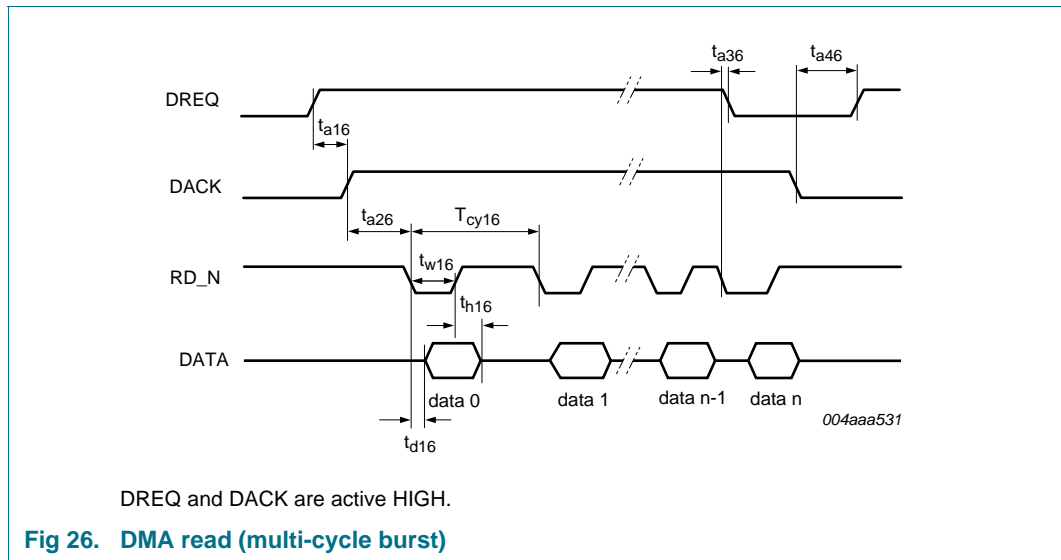 t_a36 t_a46
DREQ
t_a16
DACK
t_a26 T_cy16
t_w16
RD_N
t_h16
DATA
data 0 data 1 data n-1 data n
004aaa531
t_d16
DREQ and DACK are active HIGH.
Fig 26. DMA read (multi-cycle burst)